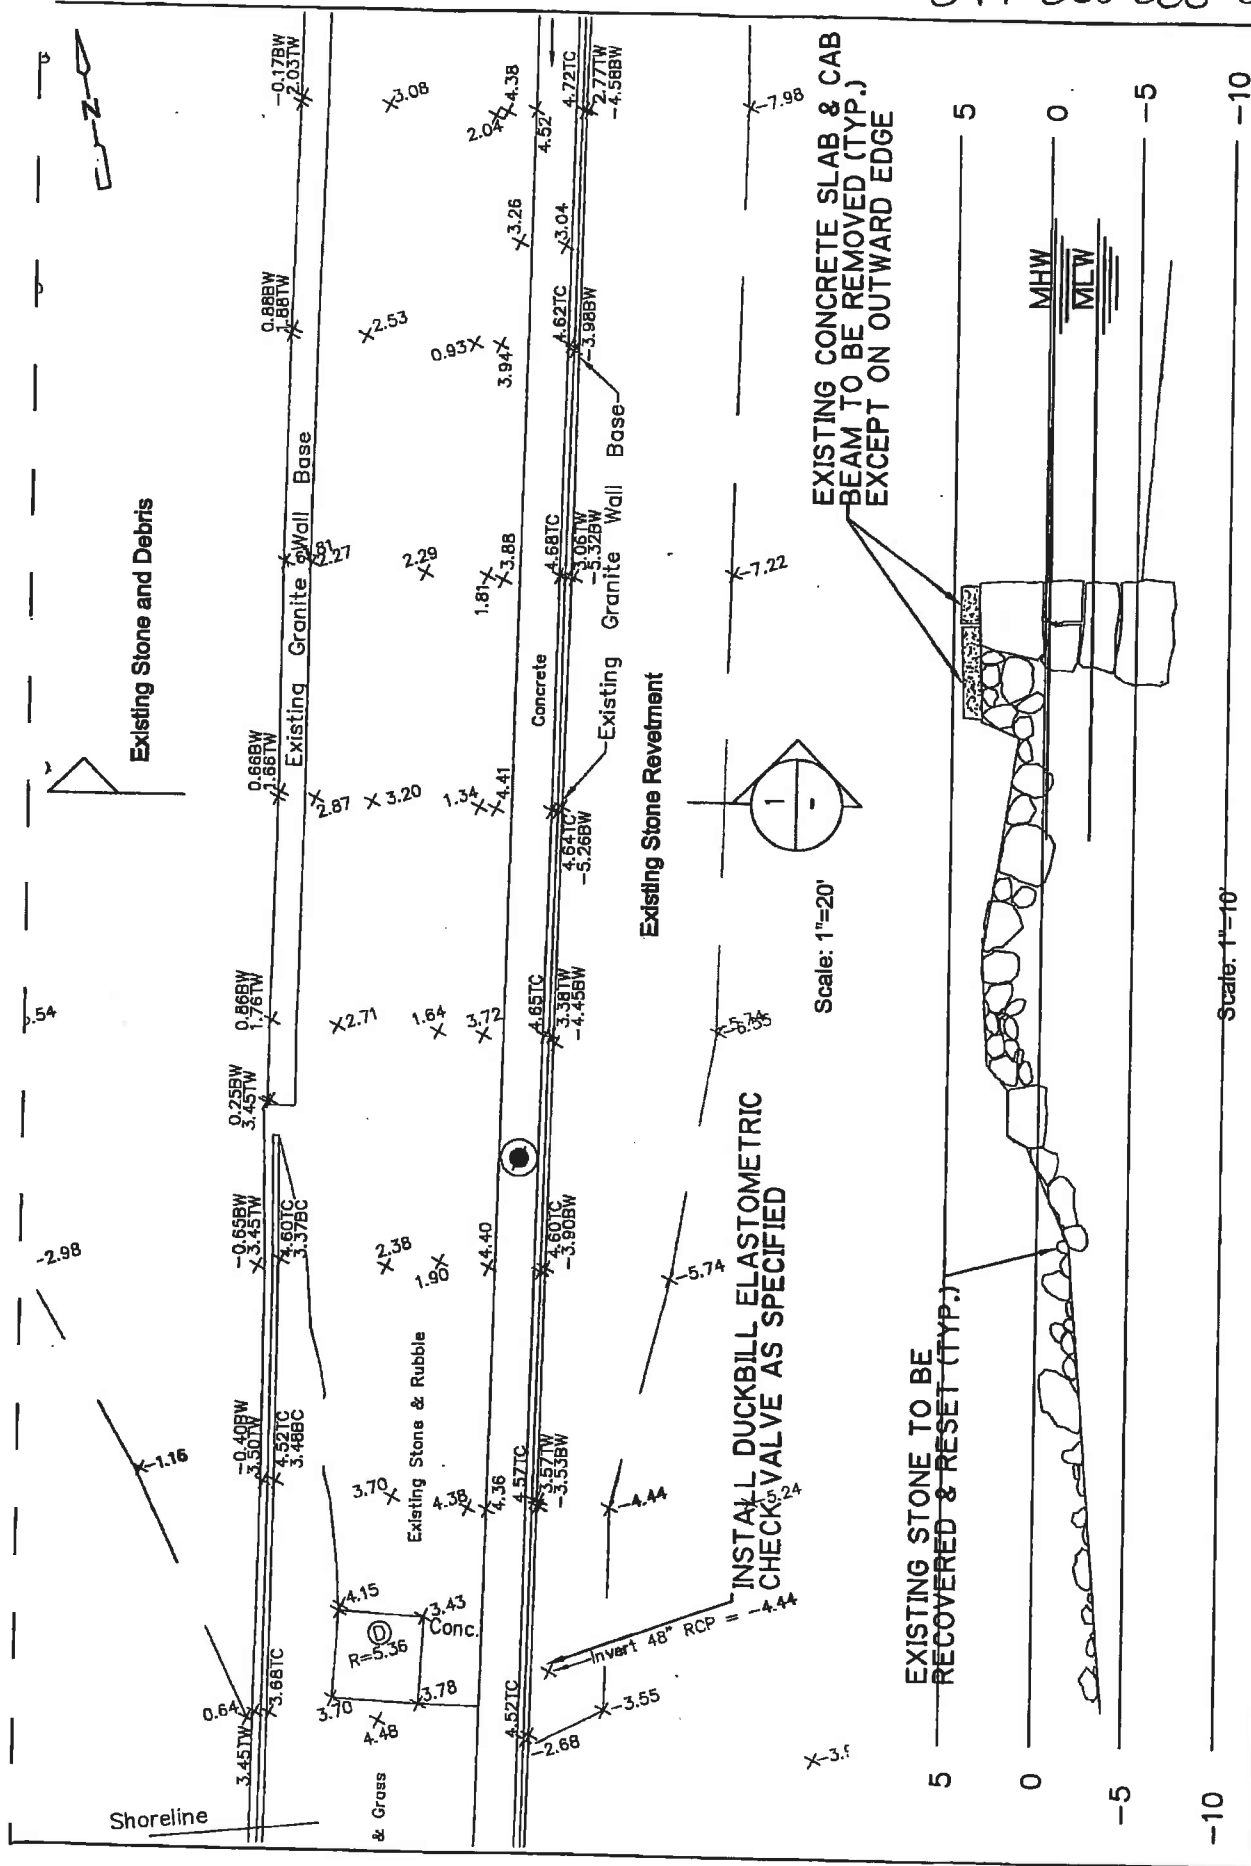 N
-0.17BW
2.03TW
3.08
2.04
4.38
4.52
4.72TC
2.77TW
-4.58BW
-7.98
3.26
3.04
0.88BW
1.88TW
2.53
0.93
3.94
4.62TC
-3.98BW
Existing Stone and Debris
Existing Granite Wall Base
2.27
2.29
1.81
3.88
4.68TC
3.06TW
-5.32BW
-7.22
Existing Granite Wall Base
Concrete
Existing Stone Revetment
0.66BW
1.66TW
2.87
3.20
1.34
4.41
4.64TC
-5.26BW
1
-
Scale: 1"=20'
0.86BW
1.76TW
2.71
1.64
3.72
4.65TC
3.38TW
-4.45BW
0.25BW
3.45TW
-2.98
-0.65BW
3.45TW
4.60TC
3.37BC
2.38
1.90
4.40
4.60TC
-3.90BW
-5.74
INSTALL DUCKBILL ELASTOMETRIC
CHECK VALVE AS SPECIFIED
-1.16
-0.40BW
3.50TW
4.52TC
3.48BC
Existing Stone & Rubble
3.70
4.38
4.36
4.57TC
3.57TW
-3.53BW
-4.44
-5.24
4.15
3.43
Conc.
D
R=5.36
3.70
3.78
4.48
Invert 48" RCP = -4.44
0.64
3.45TW
3.68TC
4.52TC
-2.68
-3.55
& Grass
Shoreline
EXISTING CONCRETE SLAB & CAB
BEAM TO BE REMOVED (TYP.)
EXCEPT ON OUTWARD EDGE
EXISTING STONE TO BE
RECOVERED & RESET (TYP.)
MHW
MLW
5
0
-5
-10
5
0
-5
-10
Scale: 1"=10'